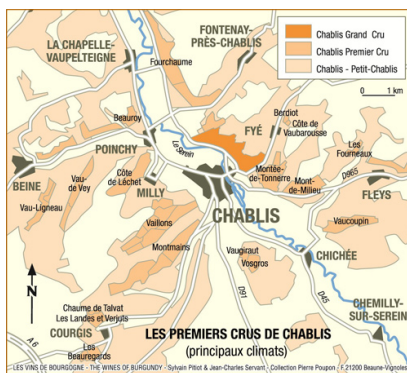 Chablis Grand Cru
Chablis Premier Cru
Chablis - Petit-Chablis
0 1 km
LA CHAPELLE-
VAUPELTEIGNE
FONTENAY-
PRÈS-CHABLIS
Fourchaume
Berdiot
Côte de
Vaubarousse
FYÉ
Beauroy
Le Serein
POINCHY
Les
Fourneaux
Montée-
de-Tonnerre
D965
BEINE
Vau-
de Vey
Côte
de Léchet
MILLY
Mont-
de-Milieu
FLEYS
Vau-Ligneau
CHABLIS
Vaillons
Vaucoupin
Montmains
Vaugiraut
Vosgros
CHICHÉE
N
D91
D45
CHEMILLY-
SUR-SEREIN
Chaume de Talvat
Les Landes et Verjuts
COURGIS
Les
Beauregards
A 6
LES PREMIERS CRUS DE CHABLIS
(principaux climats)
LES VINS DE BOURGOGNE - THE WINES OF BURGUNDY - Sylvain Pitiot & Jean-Charles Servant - Collection Pierre Poupon - F.21200 Beaune-Vignoles